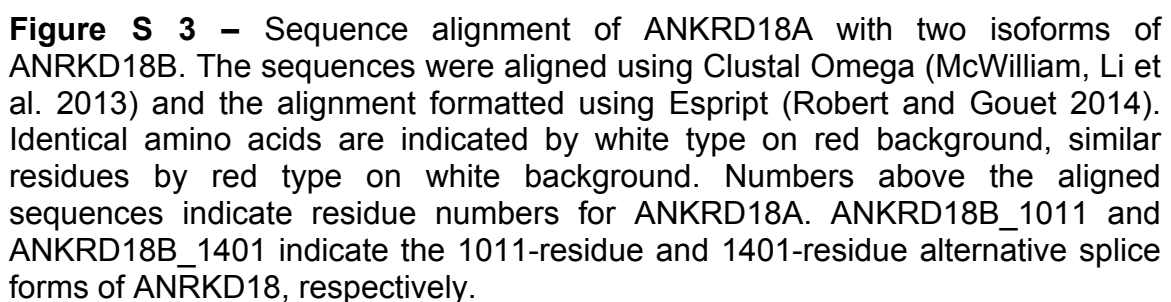 Figure S 3 – Sequence alignment of ANKRD18A with two isoforms of
ANRKD18B. The sequences were aligned using Clustal Omega (McWilliam, Li et
al. 2013) and the alignment formatted using Espript (Robert and Gouet 2014).
Identical amino acids are indicated by white type on red background, similar
residues by red type on white background. Numbers above the aligned
sequences indicate residue numbers for ANKRD18A. ANKRD18B_1011 and
ANKRD18B_1401 indicate the 1011-residue and 1401-residue alternative splice
forms of ANRKD18, respectively.